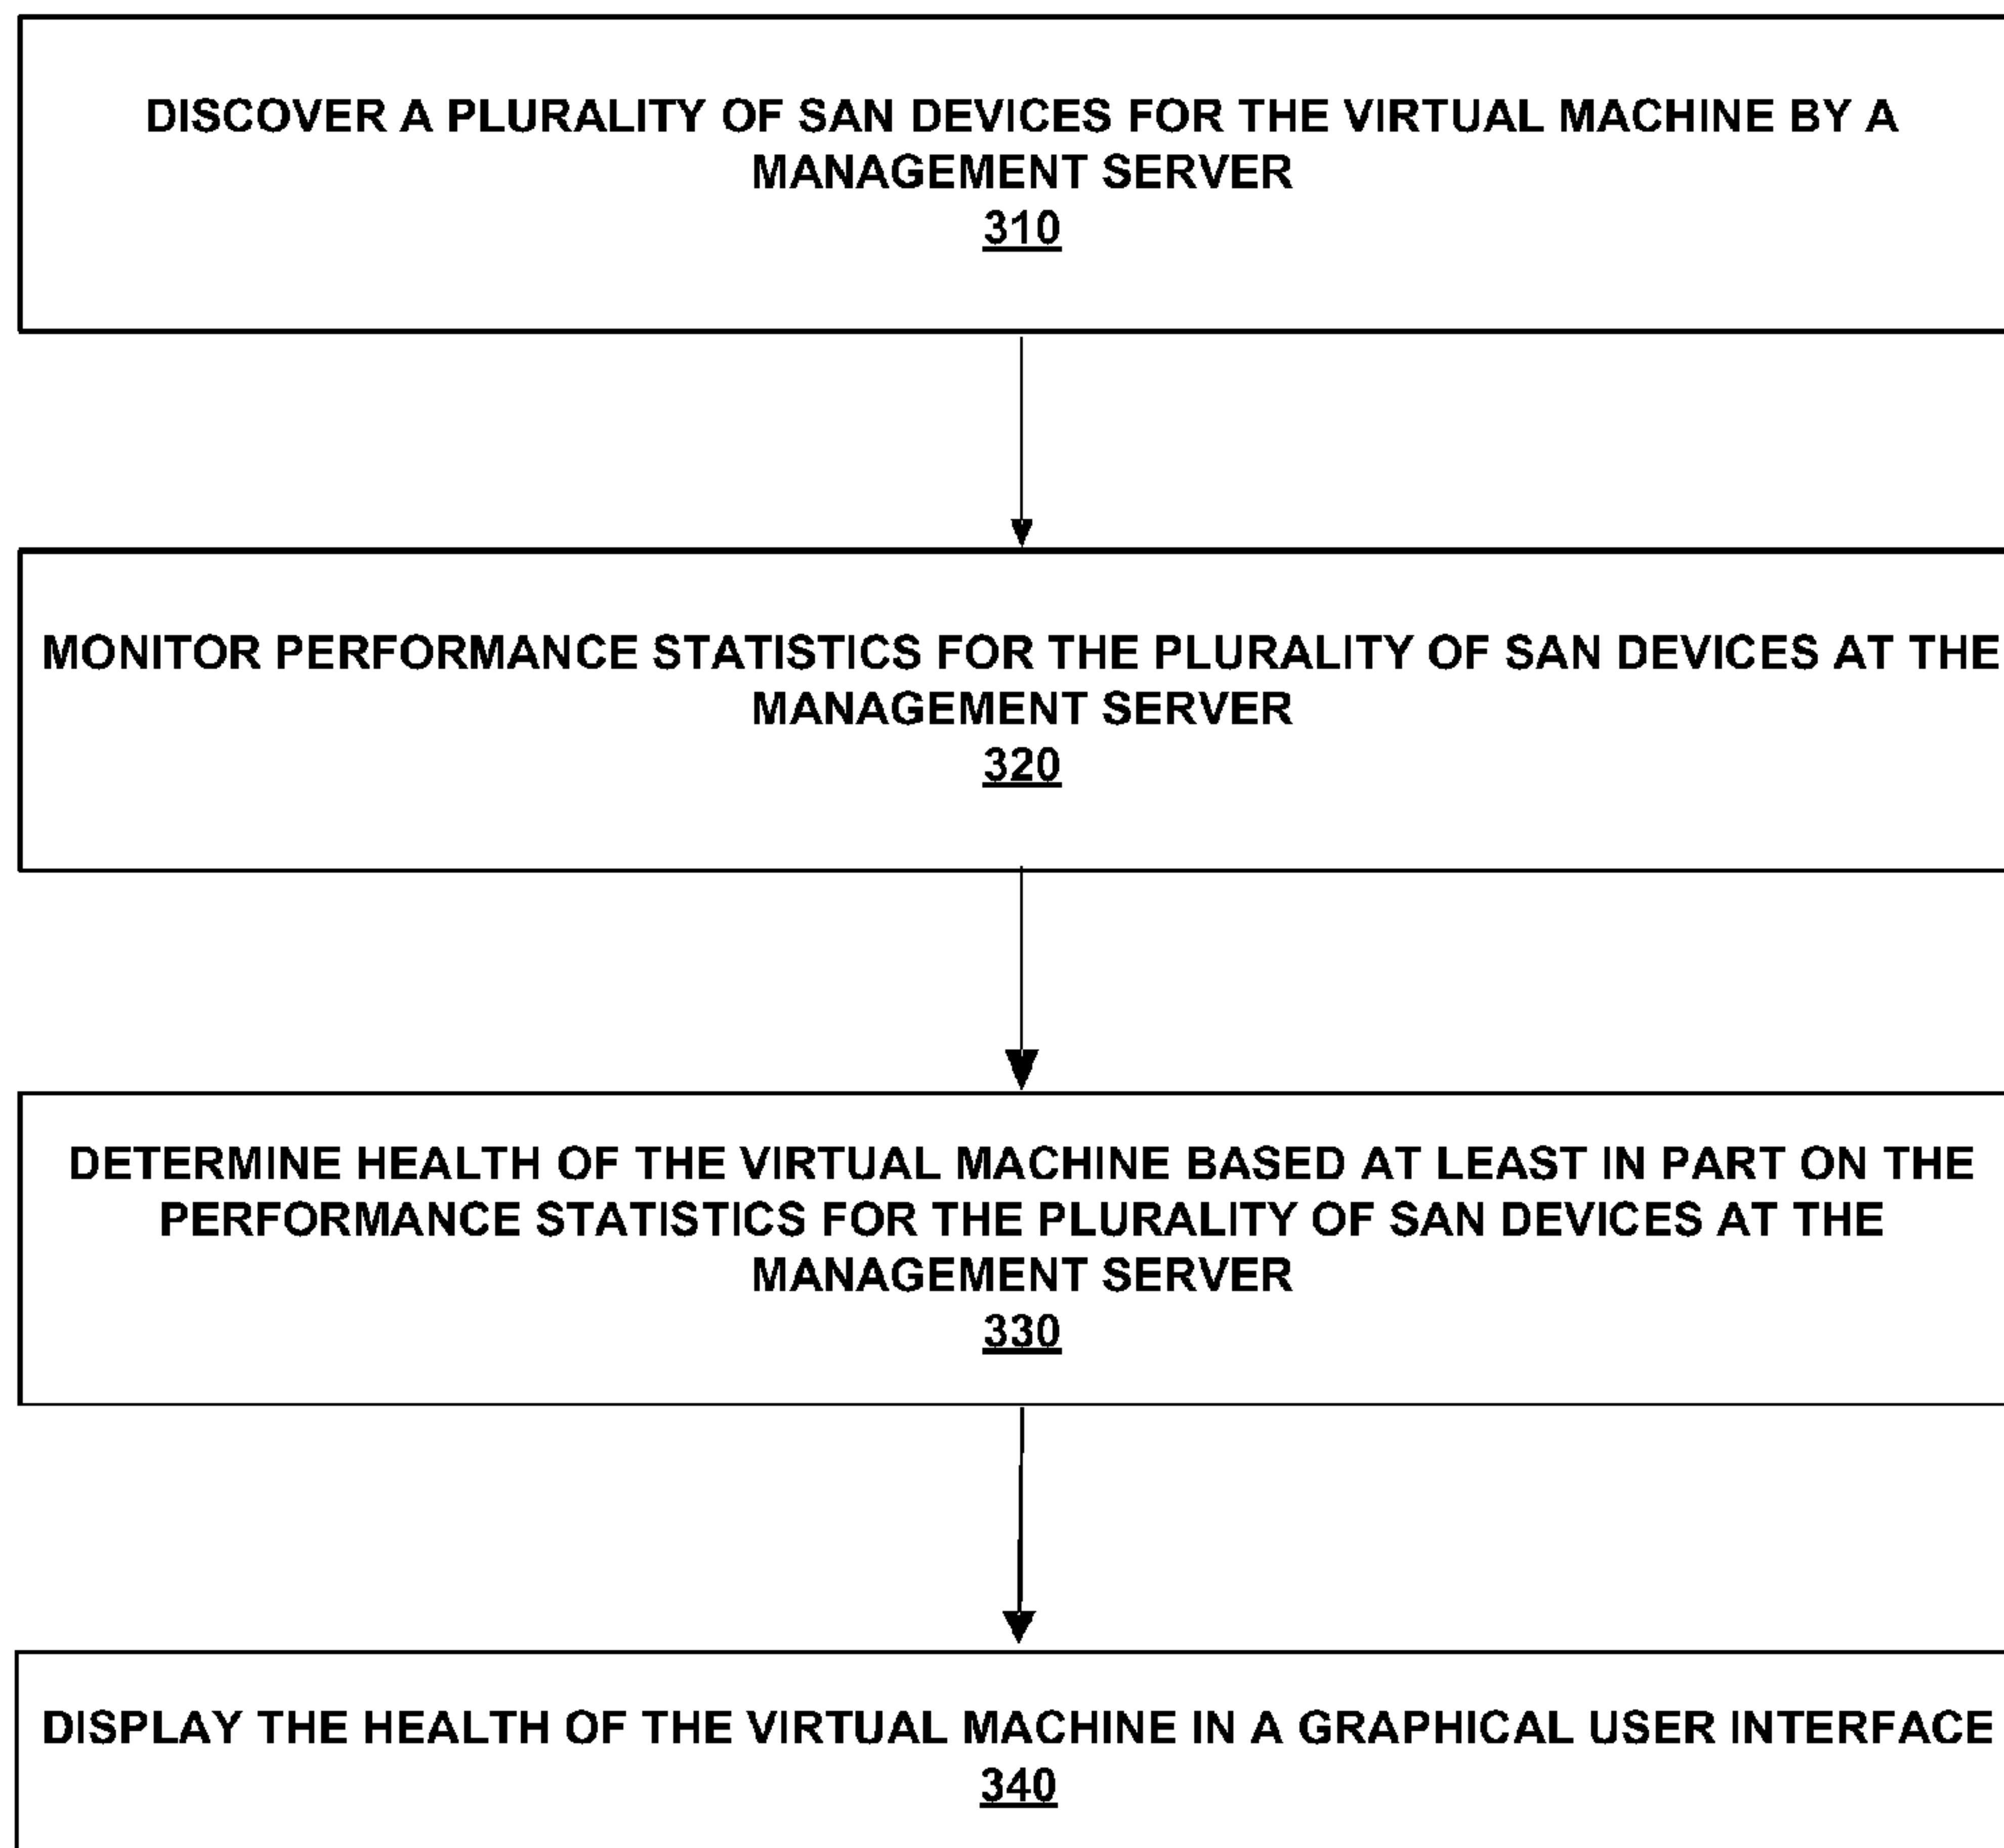 DISCOVER A PLURALITY OF SAN DEVICES FOR THE VIRTUAL MACHINE BY A
MANAGEMENT SERVER
310
MONITOR PERFORMANCE STATISTICS FOR THE PLURALITY OF SAN DEVICES AT THE
MANAGEMENT SERVER
320
DETERMINE HEALTH OF THE VIRTUAL MACHINE BASED AT LEAST IN PART ON THE
PERFORMANCE STATISTICS FOR THE PLURALITY OF SAN DEVICES AT THE
MANAGEMENT SERVER
330
DISPLAY THE HEALTH OF THE VIRTUAL MACHINE IN A GRAPHICAL USER INTERFACE
340